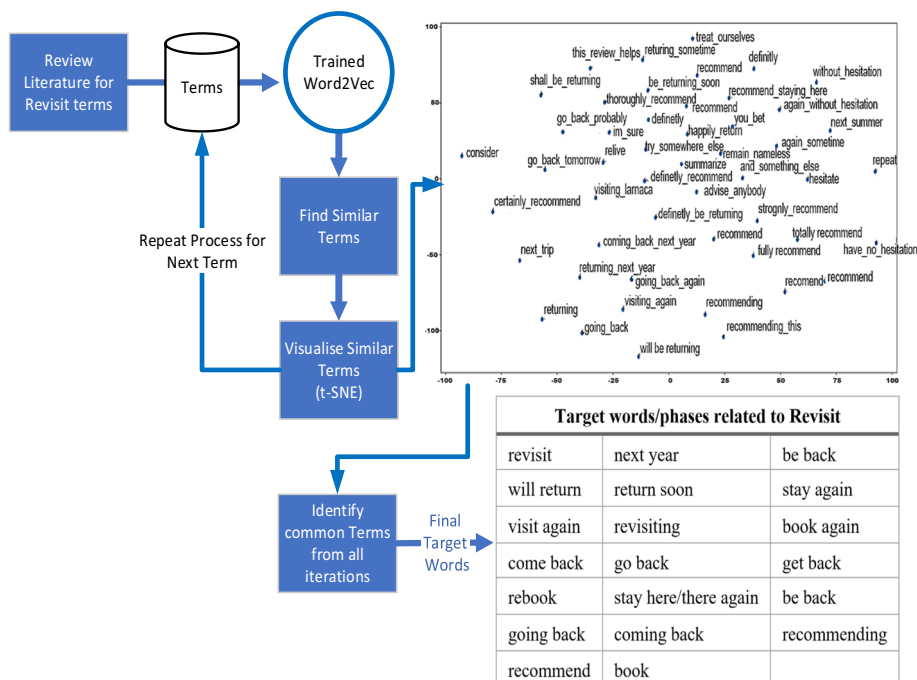 Review
Literature for
Revisit terms
Terms
Trained
Word2Vec
Find Similar
Terms
Repeat Process for
Next Term
Visualise Similar
Terms
(t-SNE)
Identify
common Terms
from all
iterations
Final
Target
Words
100
50
0
-50
-100
-100
-75
-50
-25
0
25
50
75
100
treat_ourselves
this_review_helps
returing_sometime
recommend
definitly
shall_be_returning
be_returning_soon
without_hesitation
thoroughly_recommend
recommend_staying_here
recommend
again_without_hesitation
go_back_probably
definetly
you_bet
next_summer
im_sure
happily_return
again_sometime
consider
relive
try_somewhere_else
remain_nameless
go_back_tomorrow
summarize
and_something_else
repeat
definetly_recommend
hesitate
visiting_larnaca
advise_anybody
certainly_recoommend
definetly_be_returning
strognly_recommend
coming_back_next_year
recommend
totally recommend
next_trip
fully recommend
have_no_hesitation
returning_next_year
going_back_again
recomend
recommend
returning
visiting_again
recommending
going_back
recommending_this
will be returning
Target words/phases related to Revisit
revisit next year be back
will return return soon stay again
visit again revisiting book again
come back go back get back
rebook stay here/there again be back
going back coming back recommending
recommend book